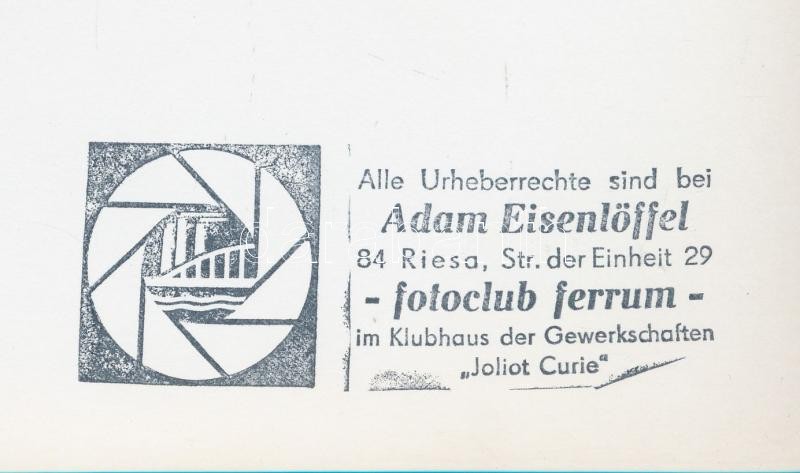 Alle Urheberrechte sind bei
Adam Eisenlöffel
84 Riesa, Str. der Einheit 29
- fotoclub ferrum -
im Klubhaus der Gewerkschaften
„Joliot Curie“